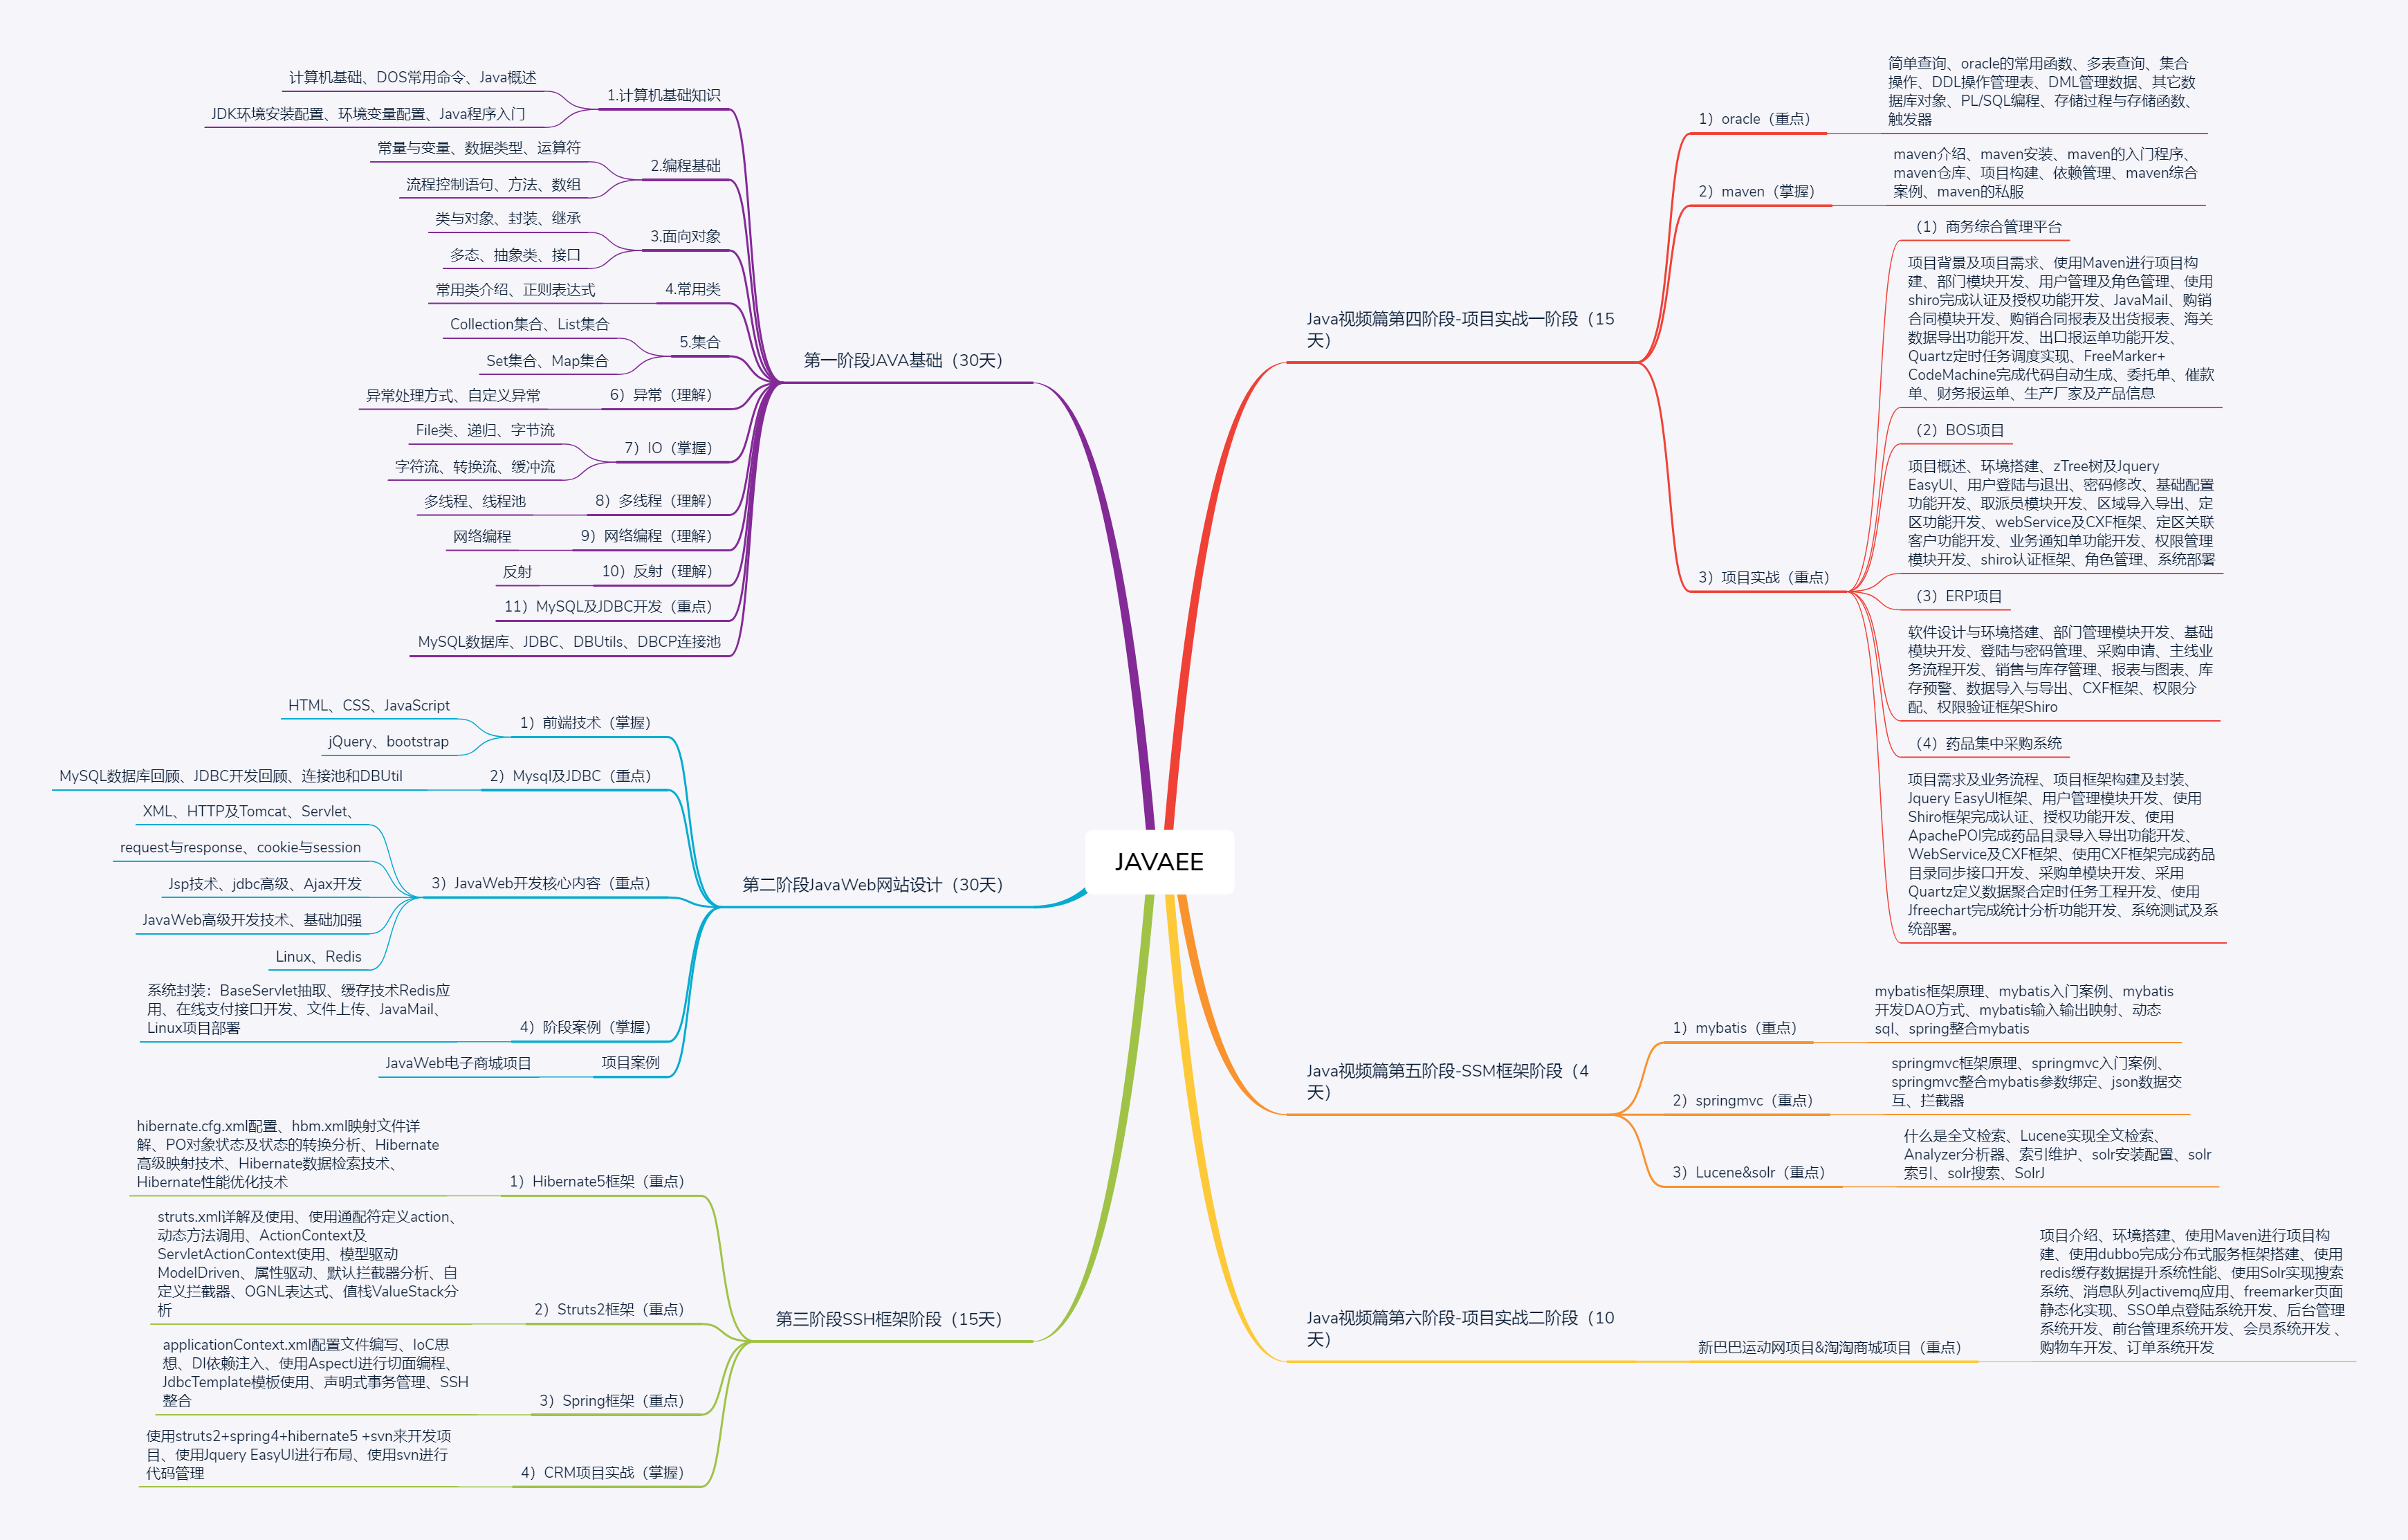 JAVAEE
第一阶段JAVA基础（30天）
1.计算机基础知识
计算机基础、DOS常用命令、Java概述
JDK环境安装配置、环境变量配置、Java程序入门
2.编程基础
常量与变量、数据类型、运算符
流程控制语句、方法、数组
3.面向对象
类与对象、封装、继承
多态、抽象类、接口
4.常用类
常用类介绍、正则表达式
5.集合
Collection集合、List集合
Set集合、Map集合
6）异常（理解）
异常处理方式、自定义异常
7）IO（掌握）
File类、递归、字节流
字符流、转换流、缓冲流
8）多线程（理解）
多线程、线程池
9）网络编程（理解）
网络编程
10）反射（理解）
反射
11）MySQL及JDBC开发（重点）
MySQL数据库、JDBC、DBUtils、DBCP连接池
第二阶段JavaWeb网站设计（30天）
1）前端技术（掌握）
HTML、CSS、JavaScript
jQuery、bootstrap
2）Mysql及JDBC（重点）
MySQL数据库回顾、JDBC开发回顾、连接池和DBUtil
3）JavaWeb开发核心内容（重点）
XML、HTTP及Tomcat、Servlet、
request与response、cookie与session
Jsp技术、jdbc高级、Ajax开发
JavaWeb高级开发技术、基础加强
Linux、Redis
4）阶段案例（掌握）
系统封装：BaseServlet抽取、缓存技术Redis应
用、在线支付接口开发、文件上传、JavaMail、
Linux项目部署
项目案例
JavaWeb电子商城项目
第三阶段SSH框架阶段（15天）
1）Hibernate5框架（重点）
hibernate.cfg.xml配置、hbm.xml映射文件详
解、PO对象状态及状态的转换分析、Hibernate
高级映射技术、Hibernate数据检索技术、
Hibernate性能优化技术
2）Struts2框架（重点）
struts.xml详解及使用、使用通配符定义action、
动态方法调用、ActionContext及
ServletActionContext使用、模型驱动
ModelDriven、属性驱动、默认拦截器分析、自
定义拦截器、OGNL表达式、值栈ValueStack分
析
3）Spring框架（重点）
applicationContext.xml配置文件编写、IoC思
想、DI依赖注入、使用AspectJ进行切面编程、
JdbcTemplate模板使用、声明式事务管理、SSH
整合
4）CRM项目实战（掌握）
使用struts2+spring4+hibernate5 +svn来开发项
目、使用Jquery EasyUI进行布局、使用svn进行
代码管理
Java视频篇第四阶段-项目实战一阶段（15
天）
1）oracle（重点）
简单查询、oracle的常用函数、多表查询、集合
操作、DDL操作管理表、DML管理数据、其它数
据库对象、PL/SQL编程、存储过程与存储函数、
触发器
2）maven（掌握）
maven介绍、maven安装、maven的入门程序、
maven仓库、项目构建、依赖管理、maven综合
案例、maven的私服
3）项目实战（重点）
（1）商务综合管理平台
项目背景及项目需求、使用Maven进行项目构
建、部门模块开发、用户管理及角色管理、使用
shiro完成认证及授权功能开发、JavaMail、购销
合同模块开发、购销合同报表及出货报表、海关
数据导出功能开发、出口报运单功能开发、
Quartz定时任务调度实现、FreeMarker+
CodeMachine完成代码自动生成、委托单、催款
单、财务报运单、生产厂家及产品信息
（2）BOS项目
项目概述、环境搭建、zTree树及Jquery
EasyUI、用户登陆与退出、密码修改、基础配置
功能开发、取派员模块开发、区域导入导出、定
区功能开发、webService及CXF框架、定区关联
客户功能开发、业务通知单功能开发、权限管理
模块开发、shiro认证框架、角色管理、系统部署
（3）ERP项目
软件设计与环境搭建、部门管理模块开发、基础
模块开发、登陆与密码管理、采购申请、主线业
务流程开发、销售与库存管理、报表与图表、库
存预警、数据导入与导出、CXF框架、权限分
配、权限验证框架Shiro
（4）药品集中采购系统
项目需求及业务流程、项目框架构建及封装、
Jquery EasyUI框架、用户管理模块开发、使用
Shiro框架完成认证、授权功能开发、使用
ApachePOI完成药品目录导入导出功能开发、
WebService及CXF框架、使用CXF框架完成药品
目录同步接口开发、采购单模块开发、采用
Quartz定义数据聚合定时任务工程开发、使用
Jfreechart完成统计分析功能开发、系统测试及系
统部署。
Java视频篇第五阶段-SSM框架阶段（4
天）
1）mybatis（重点）
mybatis框架原理、mybatis入门案例、mybatis
开发DAO方式、mybatis输入输出映射、动态
sql、spring整合mybatis
2）springmvc（重点）
springmvc框架原理、springmvc入门案例、
springmvc整合mybatis参数绑定、json数据交
互、拦截器
3）Lucene&solr（重点）
什么是全文检索、Lucene实现全文检索、
Analyzer分析器、索引维护、solr安装配置、solr
索引、solr搜索、SolrJ
Java视频篇第六阶段-项目实战二阶段（10
天）
新巴巴运动网项目&淘淘商城项目（重点）
项目介绍、环境搭建、使用Maven进行项目构
建、使用dubbo完成分布式服务框架搭建、使用
redis缓存数据提升系统性能、使用Solr实现搜索
系统、消息队列activemq应用、freemarker页面
静态化实现、SSO单点登陆系统开发、后台管理
系统开发、前台管理系统开发、会员系统开发 、
购物车开发、订单系统开发